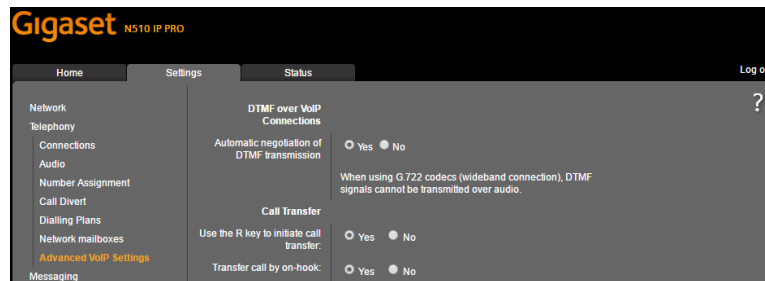 Gigaset N510 IP PRO
Home Settings Status Log o
?
Network
Telephony
Connections
Audio
Number Assignment
Call Divert
Dialling Plans
Network mailboxes
Advanced VoIP Settings
Messaging
DTMF over VoIP
Connections
Automatic negotiation of
DTMF transmission
Yes No
When using G.722 codecs (wideband connection), DTMF
signals cannot be transmitted over audio.
Call Transfer
Use the R key to initiate call
transfer:
Yes No
Transfer call by on-hook:
Yes No